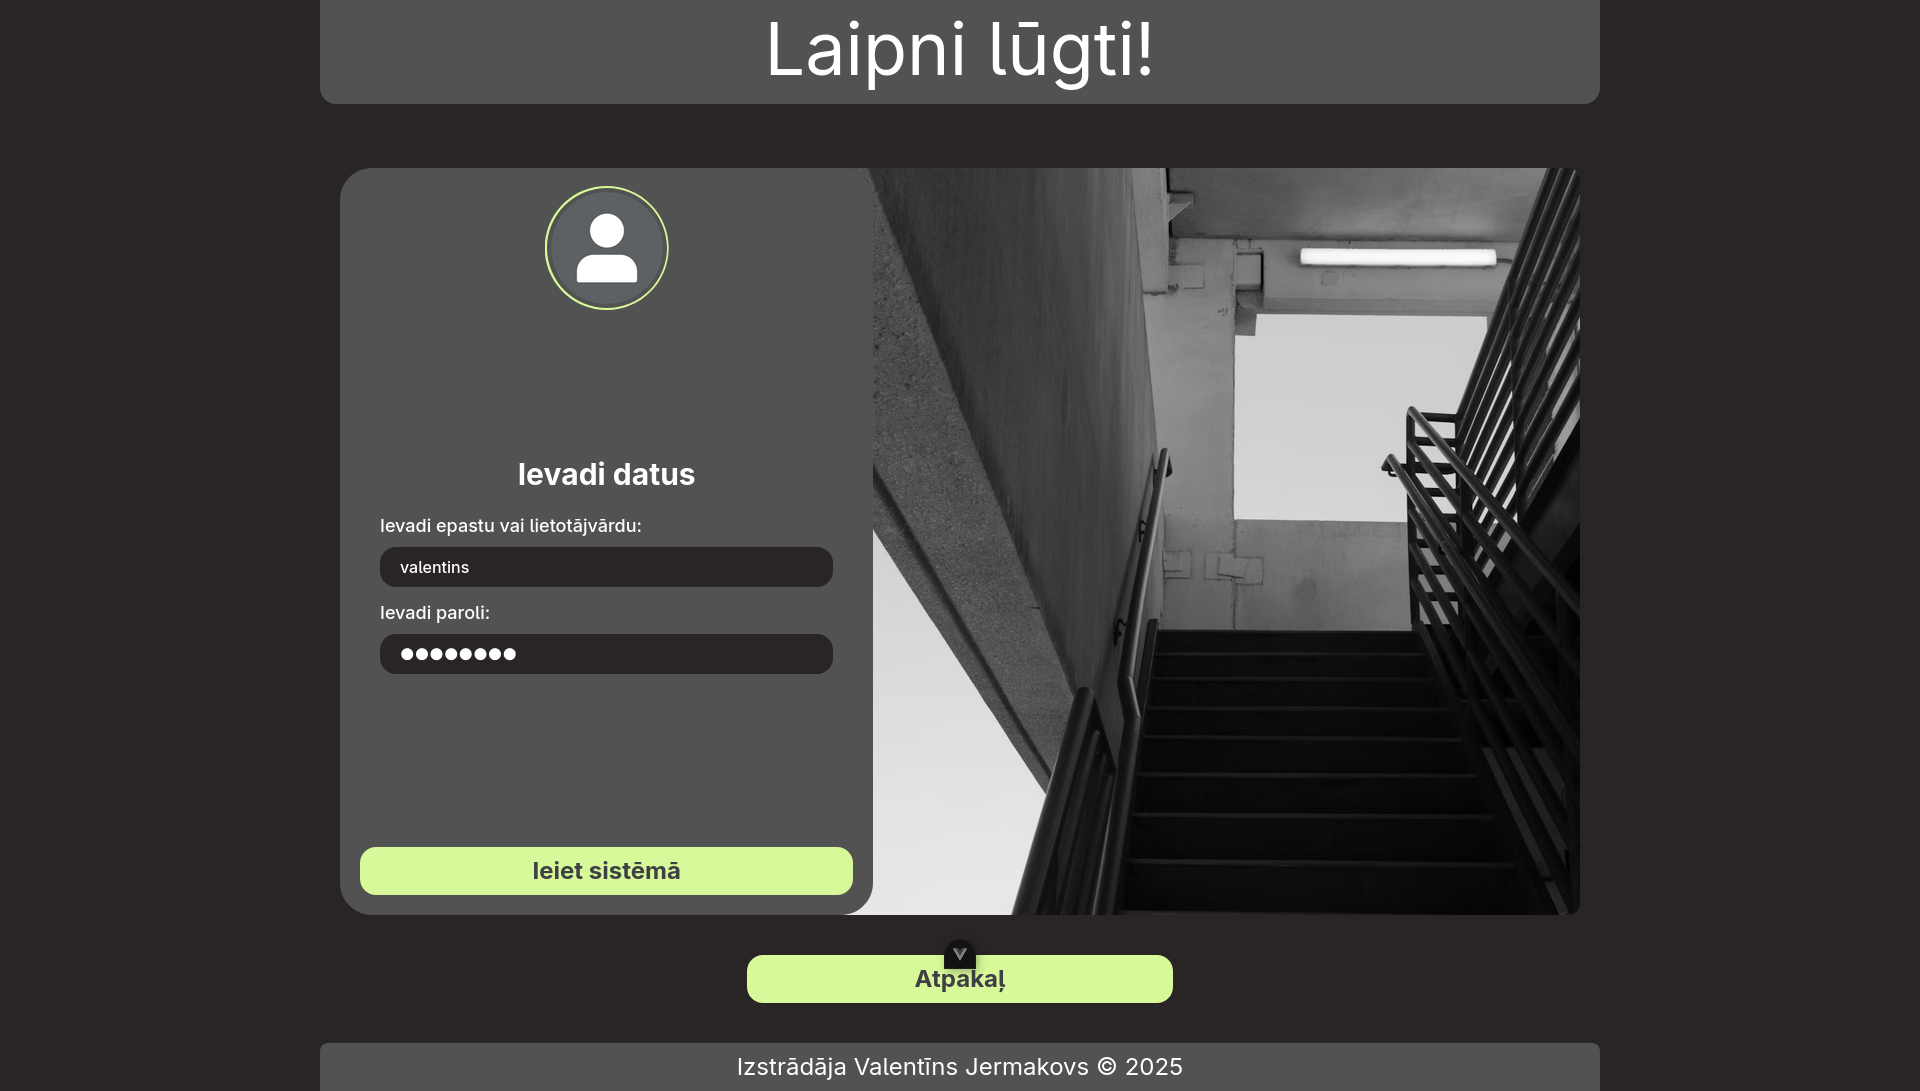 Laipni lūgti!
Ievadi datus
Ievadi epastu vai lietotājvārdu:
valentins
Ievadi paroli:
●●●●●●●●
Ieiet sistēmā
Atpakaļ
Izstrādāja Valentīns Jermakovs © 2025